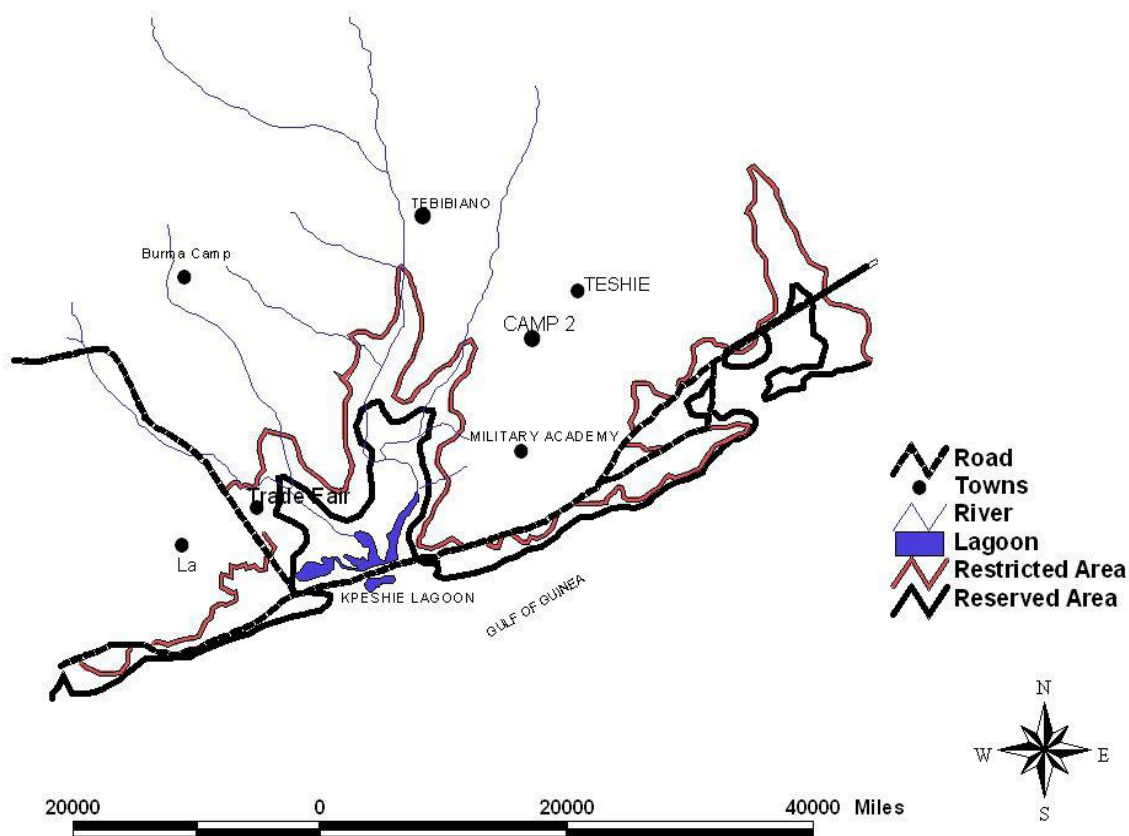 TEBIBIANO
Burma Camp
TESHIE
CAMP 2
MILITARY ACADEMY
Trade Fair
La
KPESHIE LAGOON
GULF OF GUINEA
Road
Towns
River
Lagoon
Restricted Area
Reserved Area
N
W E
S
20000 0 20000 40000 Miles